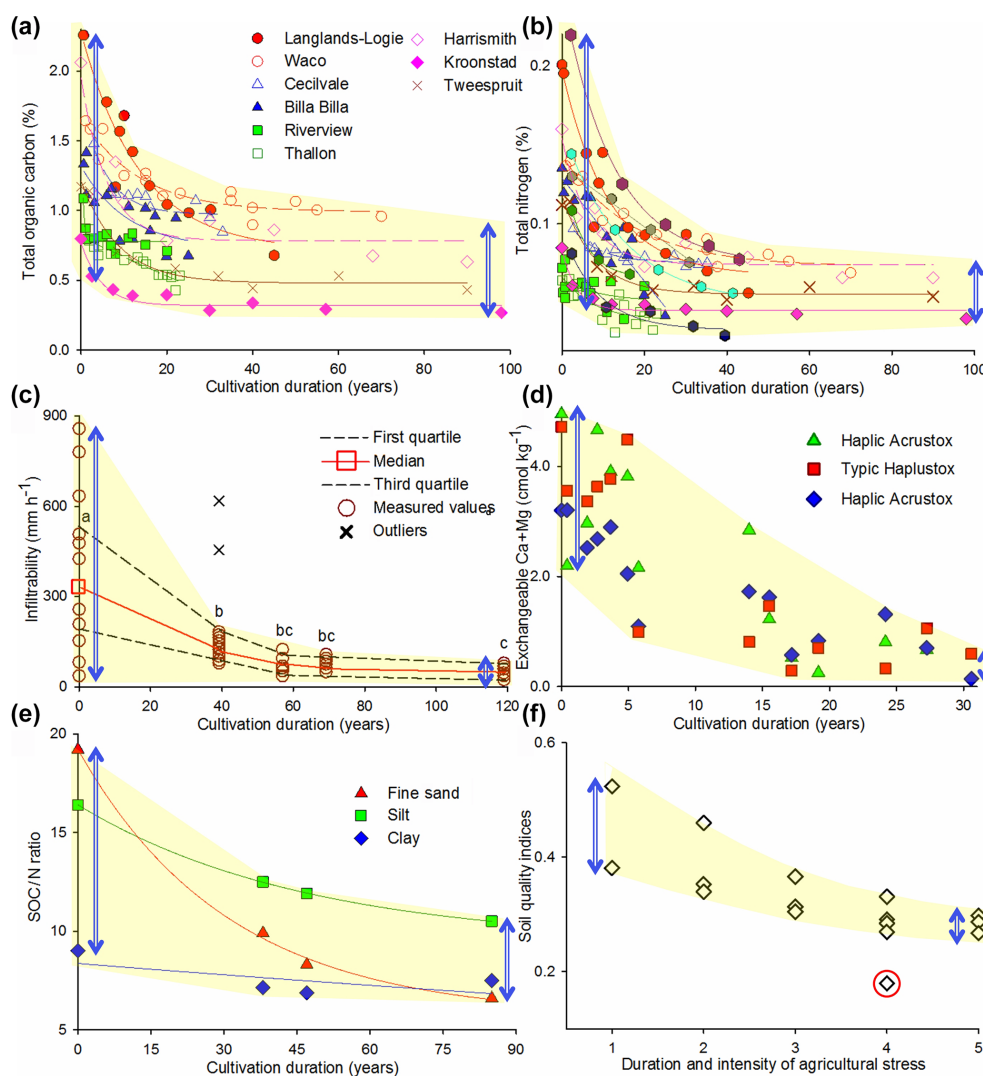 (a)
Total organic carbon (%)
2.0
1.5
1.0
0.5
0.0
0 20 40 60 80 100
Cultivation duration (years)
Langlands-Logie
Waco
Cecilvale
Billa Billa
Riverview
Thallon
Harrismith
Kroonstad
Tweespruit
(b)
Total nitrogen (%)
0.2
0.1
0 20 40 60 80 100
Cultivation duration (years)
(c)
Infiltrability (mm h⁻¹)
900
600
300
0
0 20 40 60 80 100 120
Cultivation duration (years)
a
b
bc
bc
c
First quartile
Median
Third quartile
Measured values
Outliers
(d)
Exchangeable Ca+Mg (cmol kg⁻¹)
4.0
2.0
0.0
0 5 10 15 20 25 30
Cultivation duration (years)
Haplic Acrustox
Typic Haplustox
Haplic Acrustox
(e)
SOC/N ratio
20
15
10
5
0 15 30 45 60 75 90
Cultivation duration (years)
Fine sand
Silt
Clay
(f)
Soil quality indices
0.6
0.4
0.2
1 2 3 4 5
Duration and intensity of agricultural stress